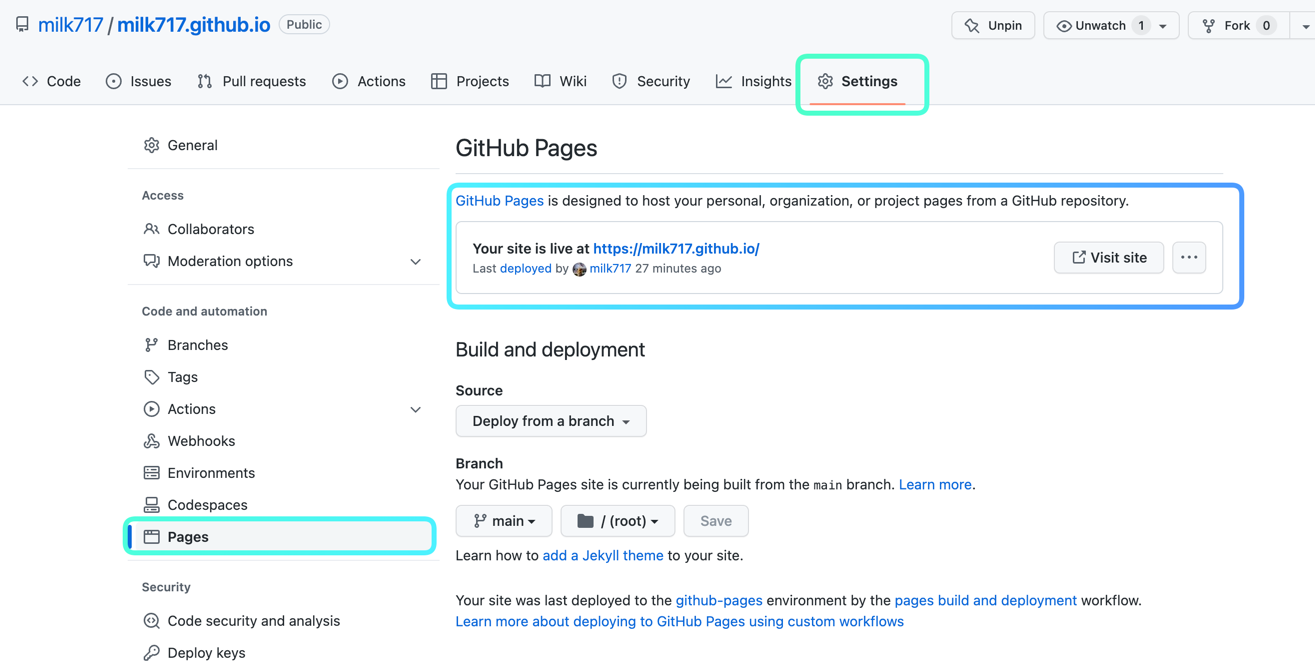 milk717 / milk717.github.io Public
Unpin
Unwatch 1
Fork 0
Code
Issues
Pull requests
Actions
Projects
Wiki
Security
Insights
Settings
General
Access
Collaborators
Moderation options
Code and automation
Branches
Tags
Actions
Webhooks
Environments
Codespaces
Pages
Security
Code security and analysis
Deploy keys
GitHub Pages
GitHub Pages is designed to host your personal, organization, or project pages from a GitHub repository.
Your site is live at https://milk717.github.io/
Last deployed by milk717 27 minutes ago
Visit site
Build and deployment
Source
Deploy from a branch
Branch
Your GitHub Pages site is currently being built from the main branch. Learn more.
main
/ (root)
Save
Learn how to add a Jekyll theme to your site.
Your site was last deployed to the github-pages environment by the pages build and deployment workflow.
Learn more about deploying to GitHub Pages using custom workflows